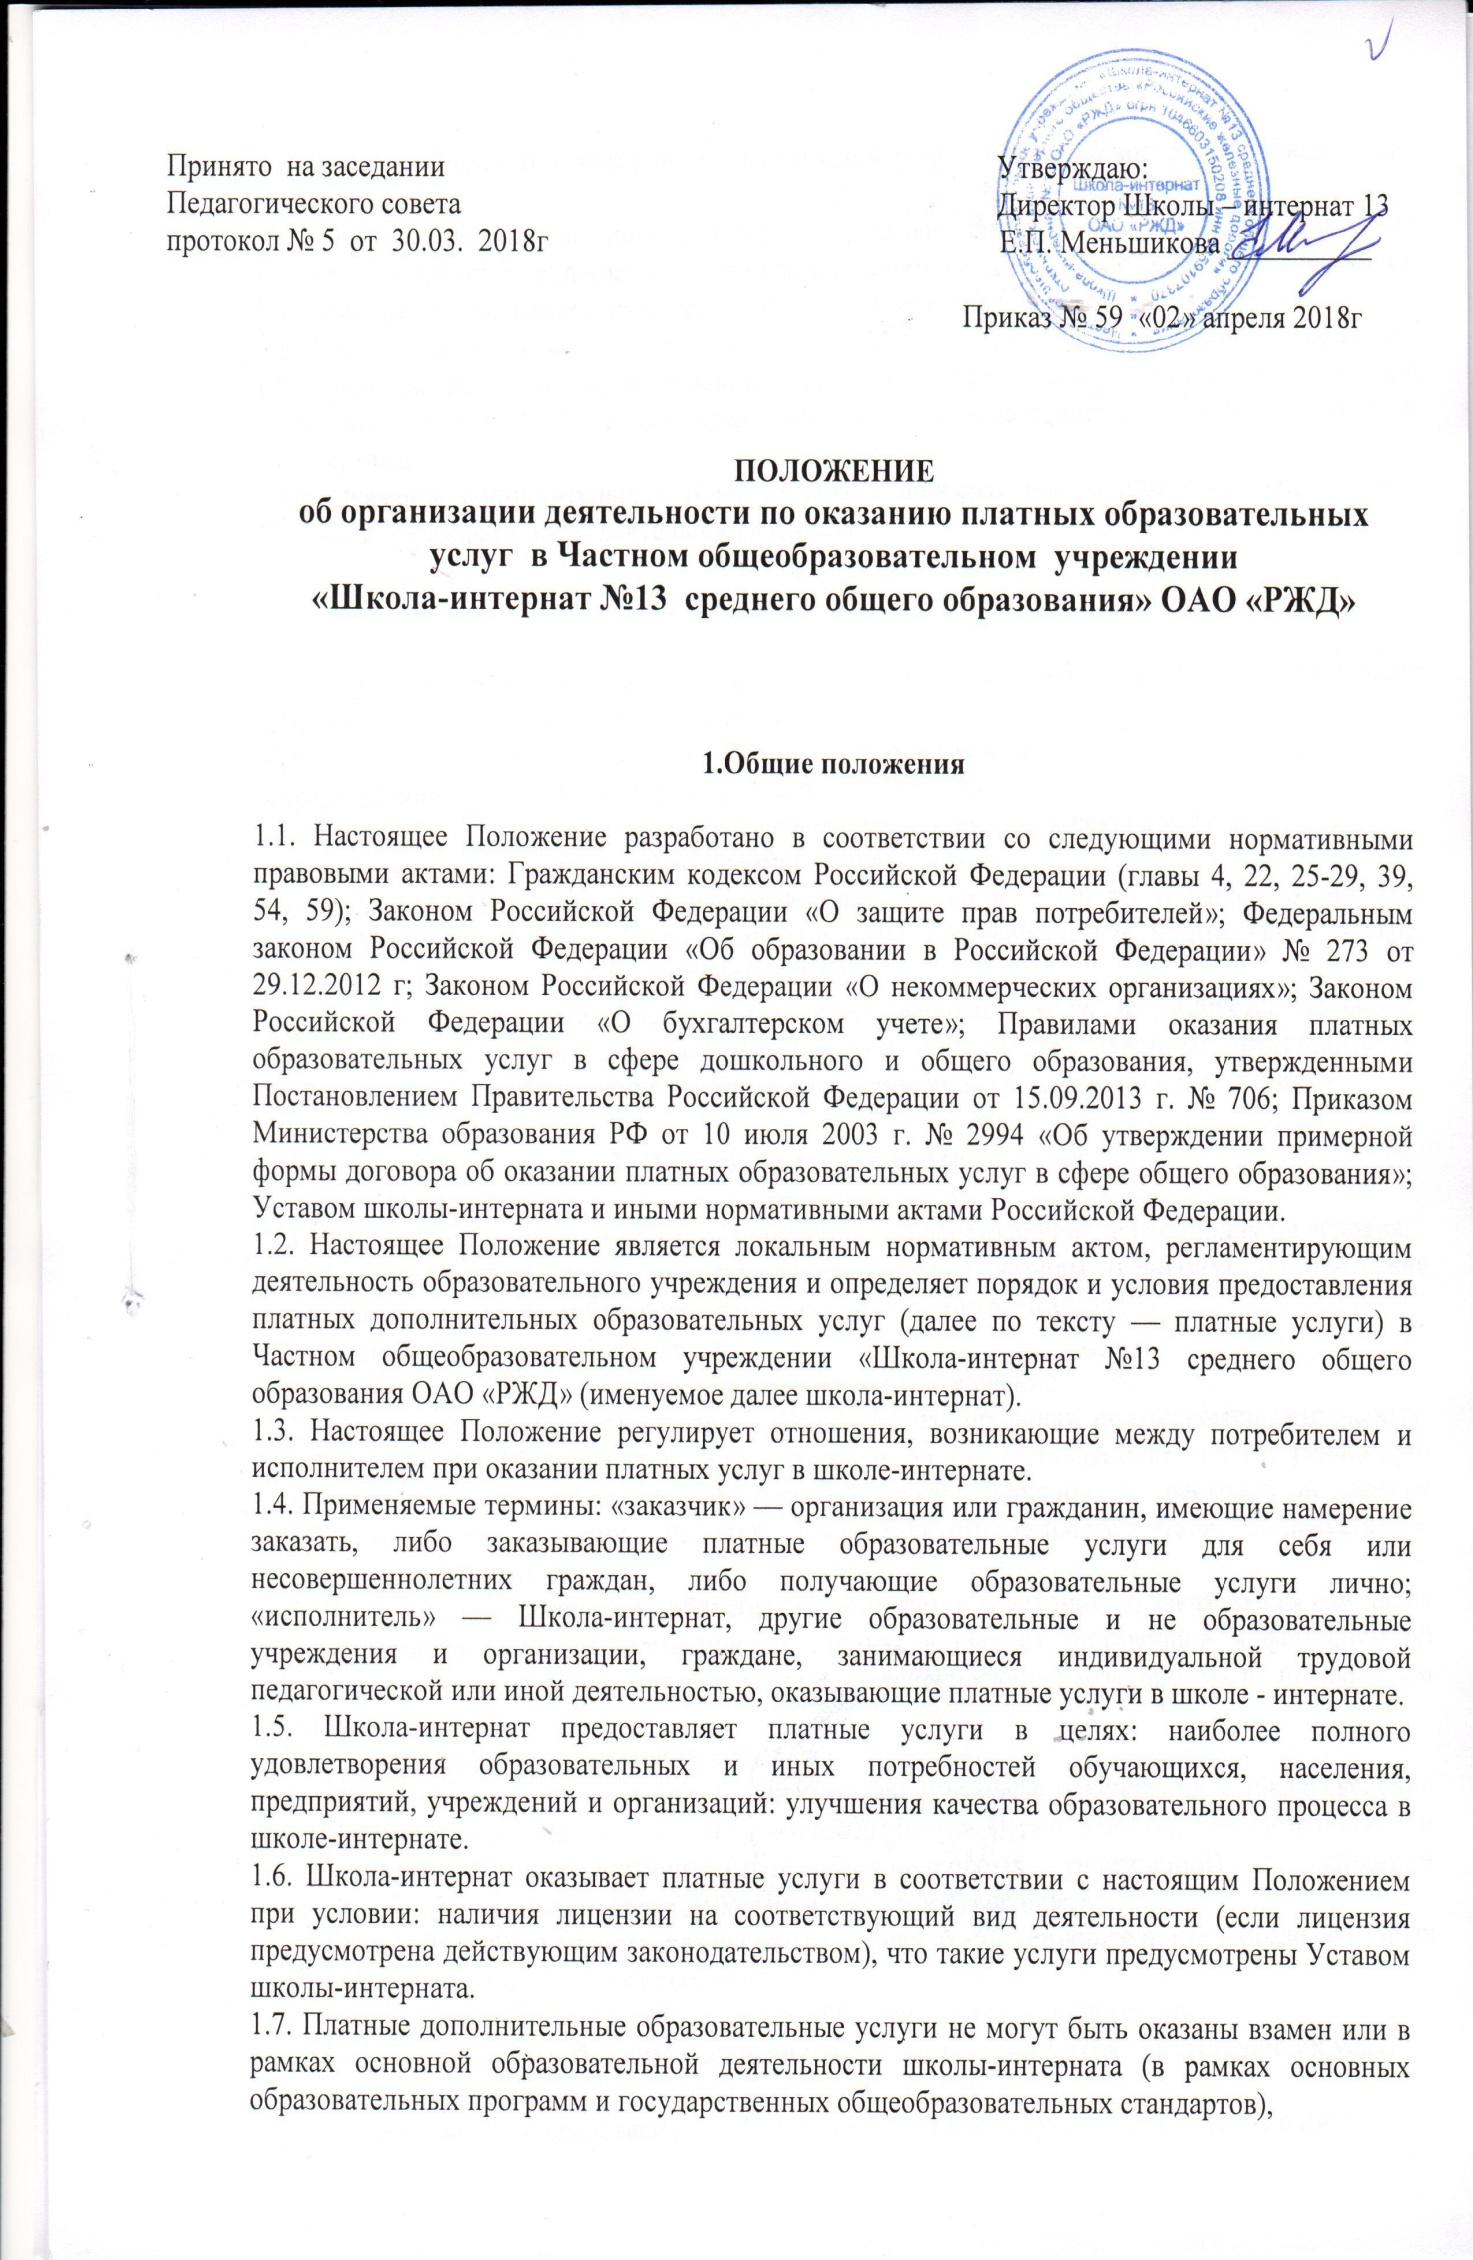 Принято на заседании
Педагогического совета
протокол № 5 от 30.03. 2018г
Утверждаю:
Директор Школы – интернат 13
Е.П. Меньшикова
Приказ № 59 «02» апреля 2018г
Школа-интернат
№13
ОАО «РЖД»
ПОЛОЖЕНИЕ
об организации деятельности по оказанию платных образовательных
услуг в Частном общеобразовательном учреждении
«Школа-интернат №13 среднего общего образования» ОАО «РЖД»
1.Общие положения
1.1. Настоящее Положение разработано в соответствии со следующими нормативными
правовыми актами: Гражданским кодексом Российской Федерации (главы 4, 22, 25-29, 39,
54, 59); Законом Российской Федерации «О защите прав потребителей»; Федеральным
законом Российской Федерации «Об образовании в Российской Федерации» № 273 от
29.12.2012 г; Законом Российской Федерации «О некоммерческих организациях»; Законом
Российской Федерации «О бухгалтерском учете»; Правилами оказания платных
образовательных услуг в сфере дошкольного и общего образования, утвержденными
Постановлением Правительства Российской Федерации от 15.09.2013 г. № 706; Приказом
Министерства образования РФ от 10 июля 2003 г. № 2994 «Об утверждении примерной
формы договора об оказании платных образовательных услуг в сфере общего образования»;
Уставом школы-интерната и иными нормативными актами Российской Федерации.
1.2. Настоящее Положение является локальным нормативным актом, регламентирующим
деятельность образовательного учреждения и определяет порядок и условия предоставления
платных дополнительных образовательных услуг (далее по тексту — платные услуги) в
Частном общеобразовательном учреждении «Школа-интернат №13 среднего общего
образования ОАО «РЖД» (именуемое далее школа-интернат).
1.3. Настоящее Положение регулирует отношения, возникающие между потребителем и
исполнителем при оказании платных услуг в школе-интернате.
1.4. Применяемые термины: «заказчик» — организация или гражданин, имеющие намерение
заказать, либо заказывающие платные образовательные услуги для себя или
несовершеннолетних граждан, либо получающие образовательные услуги лично;
«исполнитель» — Школа-интернат, другие образовательные и не образовательные
учреждения и организации, граждане, занимающиеся индивидуальной трудовой
педагогической или иной деятельностью, оказывающие платные услуги в школе - интернате.
1.5. Школа-интернат предоставляет платные услуги в целях: наиболее полного
удовлетворения образовательных и иных потребностей обучающихся, населения,
предприятий, учреждений и организаций: улучшения качества образовательного процесса в
школе-интернате.
1.6. Школа-интернат оказывает платные услуги в соответствии с настоящим Положением
при условии: наличия лицензии на соответствующий вид деятельности (если лицензия
предусмотрена действующим законодательством), что такие услуги предусмотрены Уставом
школы-интерната.
1.7. Платные дополнительные образовательные услуги не могут быть оказаны взамен или в
рамках основной образовательной деятельности школы-интерната (в рамках основных
образовательных программ и государственных общеобразовательных стандартов),